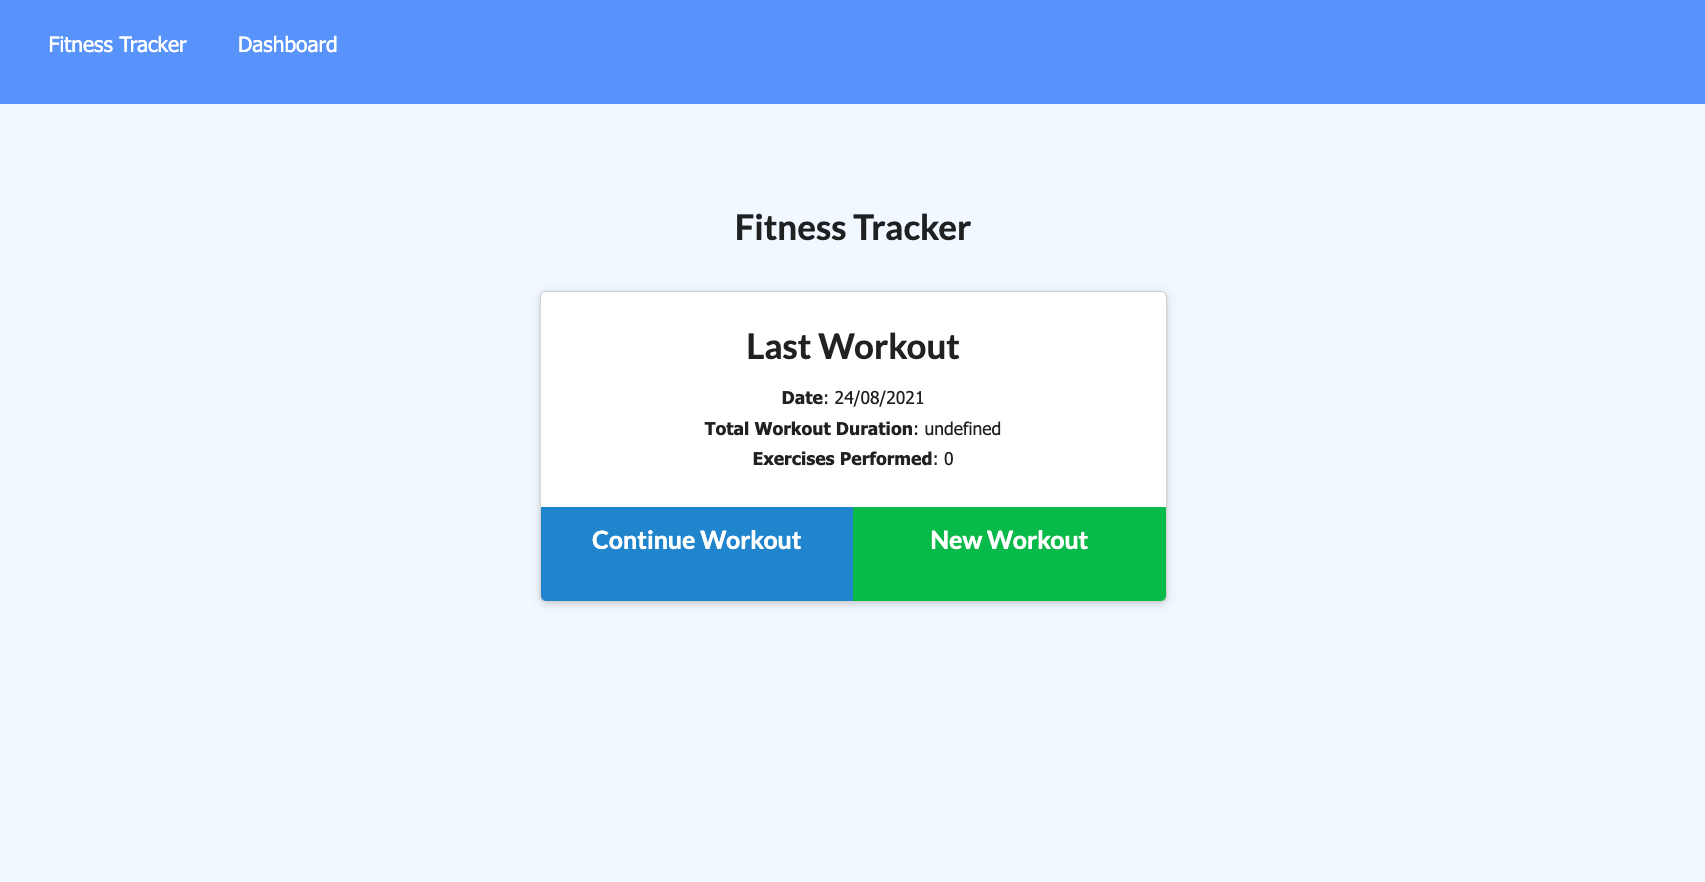 Fitness Tracker Dashboard
Fitness Tracker
Last Workout
Date: 24/08/2021
Total Workout Duration: undefined
Exercises Performed: 0
Continue Workout New Workout